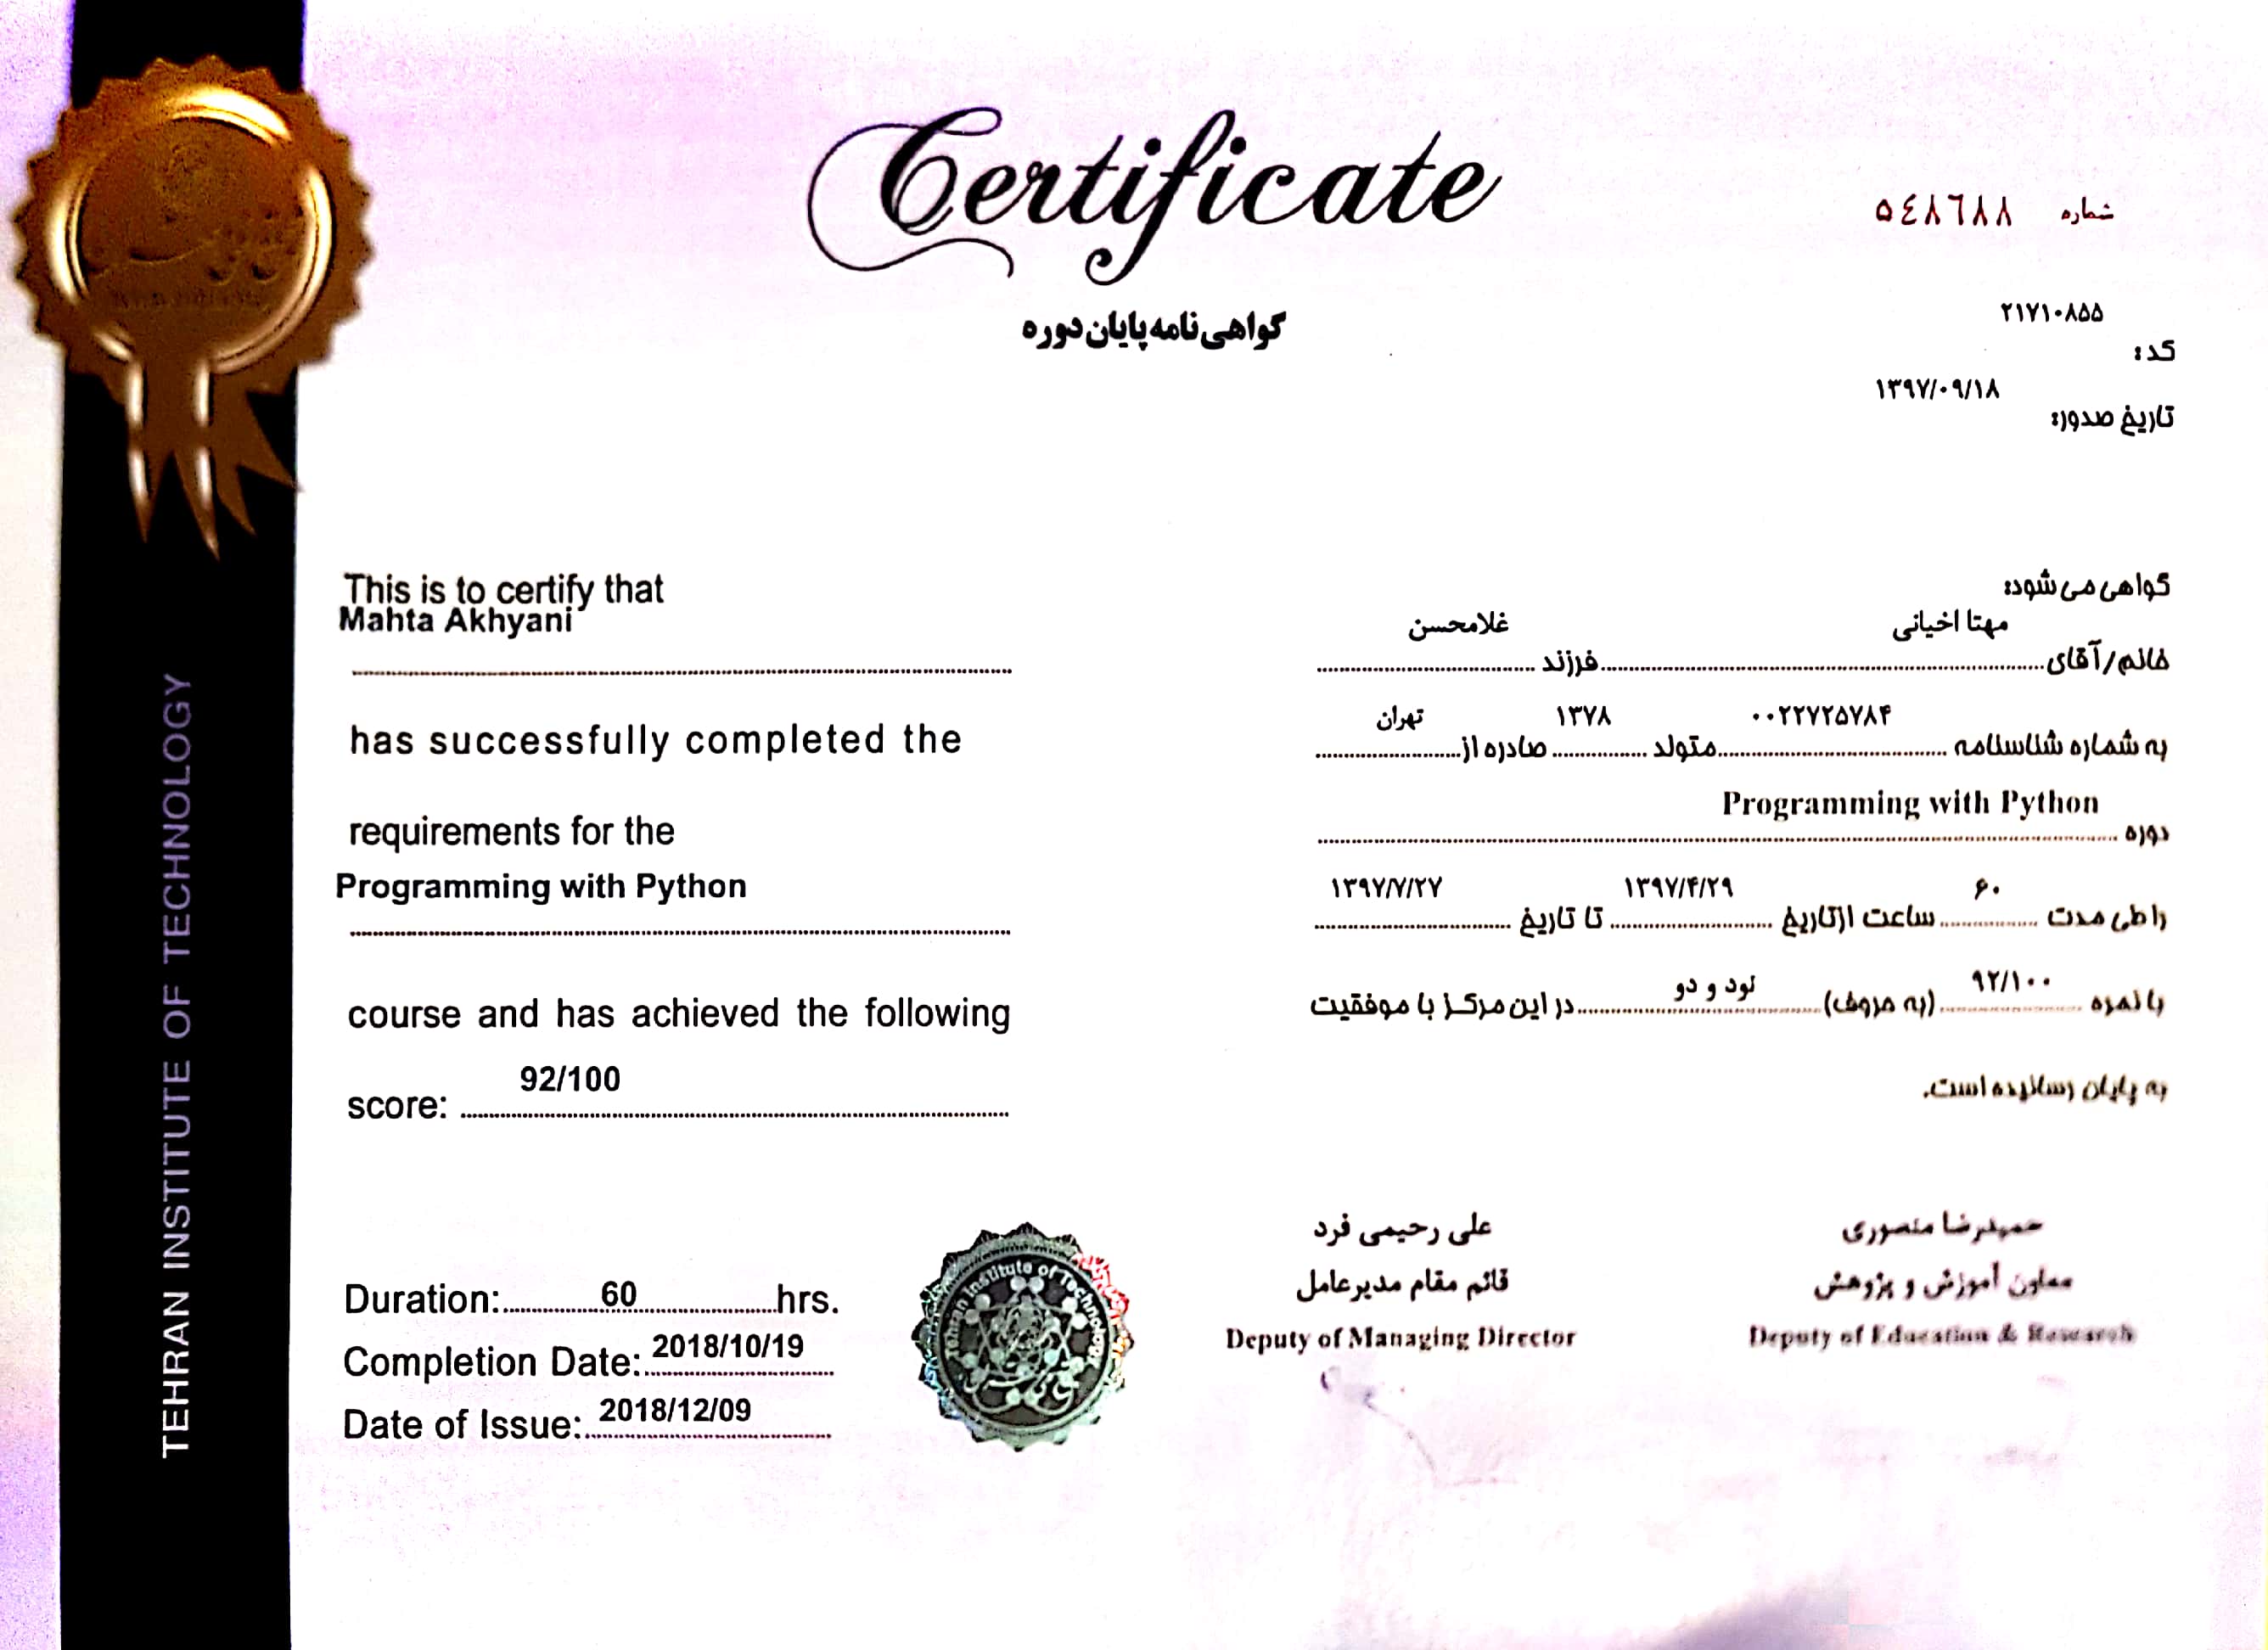 Certificate
گواهی نامه پایان دوره
شماره ٥٤٨٦٨٨
۲۱۷۱۰۸۵۵
کد:
۱۳۹۷/۰۹/۱۸
تاریخ صدور:
TEHRAN INSTITUTE OF TECHNOLOGY
This is to certify that
Mahta Akhyani
has successfully completed the
requirements for the
Programming with Python
course and has achieved the following
92/100
score:
Duration: 60 hrs.
Completion Date: 2018/10/19
Date of Issue: 2018/12/09
Tehran Institute of Technology
گواهی می شود:
مهتا اخیانی غلامحسن
خانم/آقای فرزند
۰۰۲۲۷۲۵۷۸۴ ۱۳۷۸ تهران
به شماره شناسنامه متولد صادره از
Programming with Python
دوره
۶۰ ۱۳۹۷/۴/۲۹ ۱۳۹۷/۷/۲۷
را طی مدت ساعت از تاریخ تا تاریخ
۹۲/۱۰۰ نود و دو
با نمره (به حروف) در این مرکز با موفقیت
به پایان رسانیده است.
حمیدرضا منصوری
معاون آموزش و پژوهش
Deputy of Education & Research
علی رحیمی فرد
قائم مقام مدیرعامل
Deputy of Managing Director